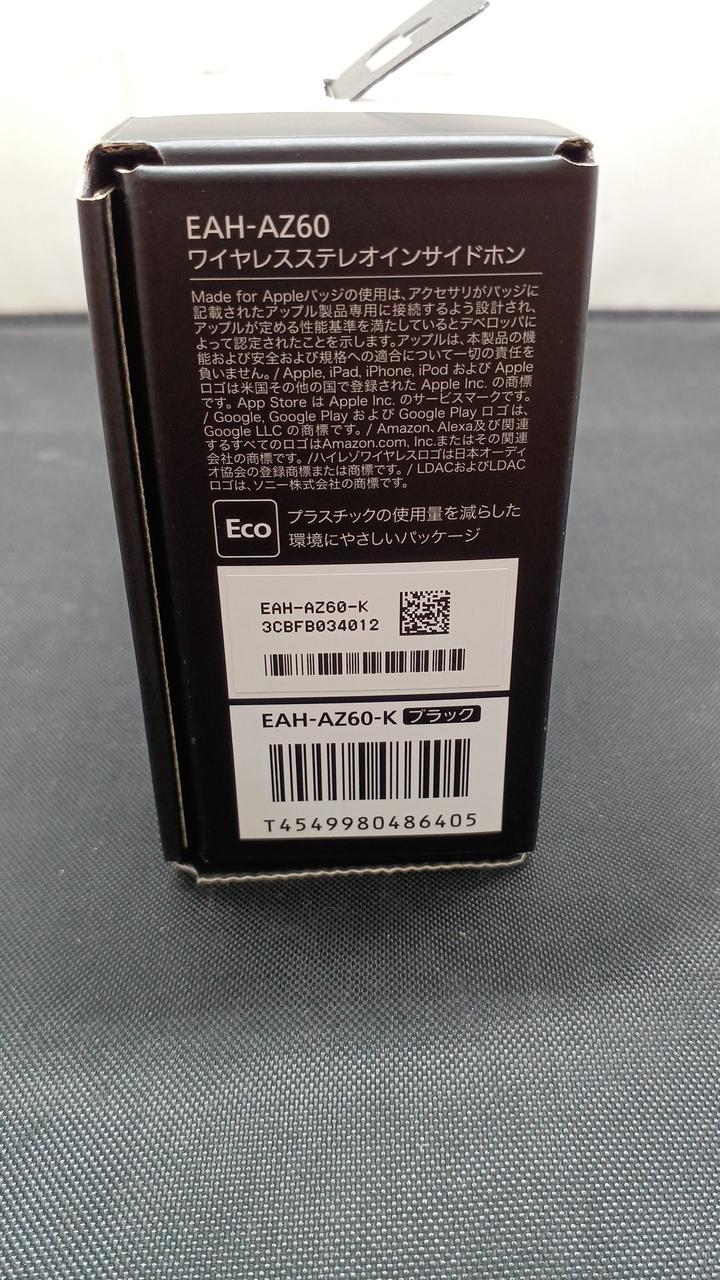 EAH-AZ60
ワイヤレスステレオインサイドホン
Made for Appleバッジの使用は、アクセサリがバッジに
記載されたアップル製品専用に接続するよう設計され、
アップルが定める性能基準を満たしているとデベロッパに
よって認定されたことを示します。アップルは、本製品の機
能および安全および規格への適合について一切の責任を
負いません。/ Apple, iPad, iPhone, iPod および Apple
ロゴは米国その他の国で登録された Apple Inc. の商標
です。App Store は Apple Inc. のサービスマークです。
/ Google, Google Play および Google Play ロゴは、
Google LLC の商標です。/ Amazon、Alexa及び関連
するすべてのロゴはAmazon.com, Inc.またはその関連
会社の商標です。/ハイレゾワイヤレスロゴは日本オーディ
オ協会の登録商標または商標です。/ LDACおよびLDAC
ロゴは、ソニー株式会社の商標です。
Eco プラスチックの使用量を減らした
環境にやさしいパッケージ
EAH-AZ60-K
3CBFB034012
EAH-AZ60-K ブラック
T4549980486405